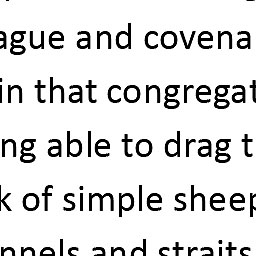 ague and covena
in that congregat
ng able to drag t
k of simple sheep
nnels and straits